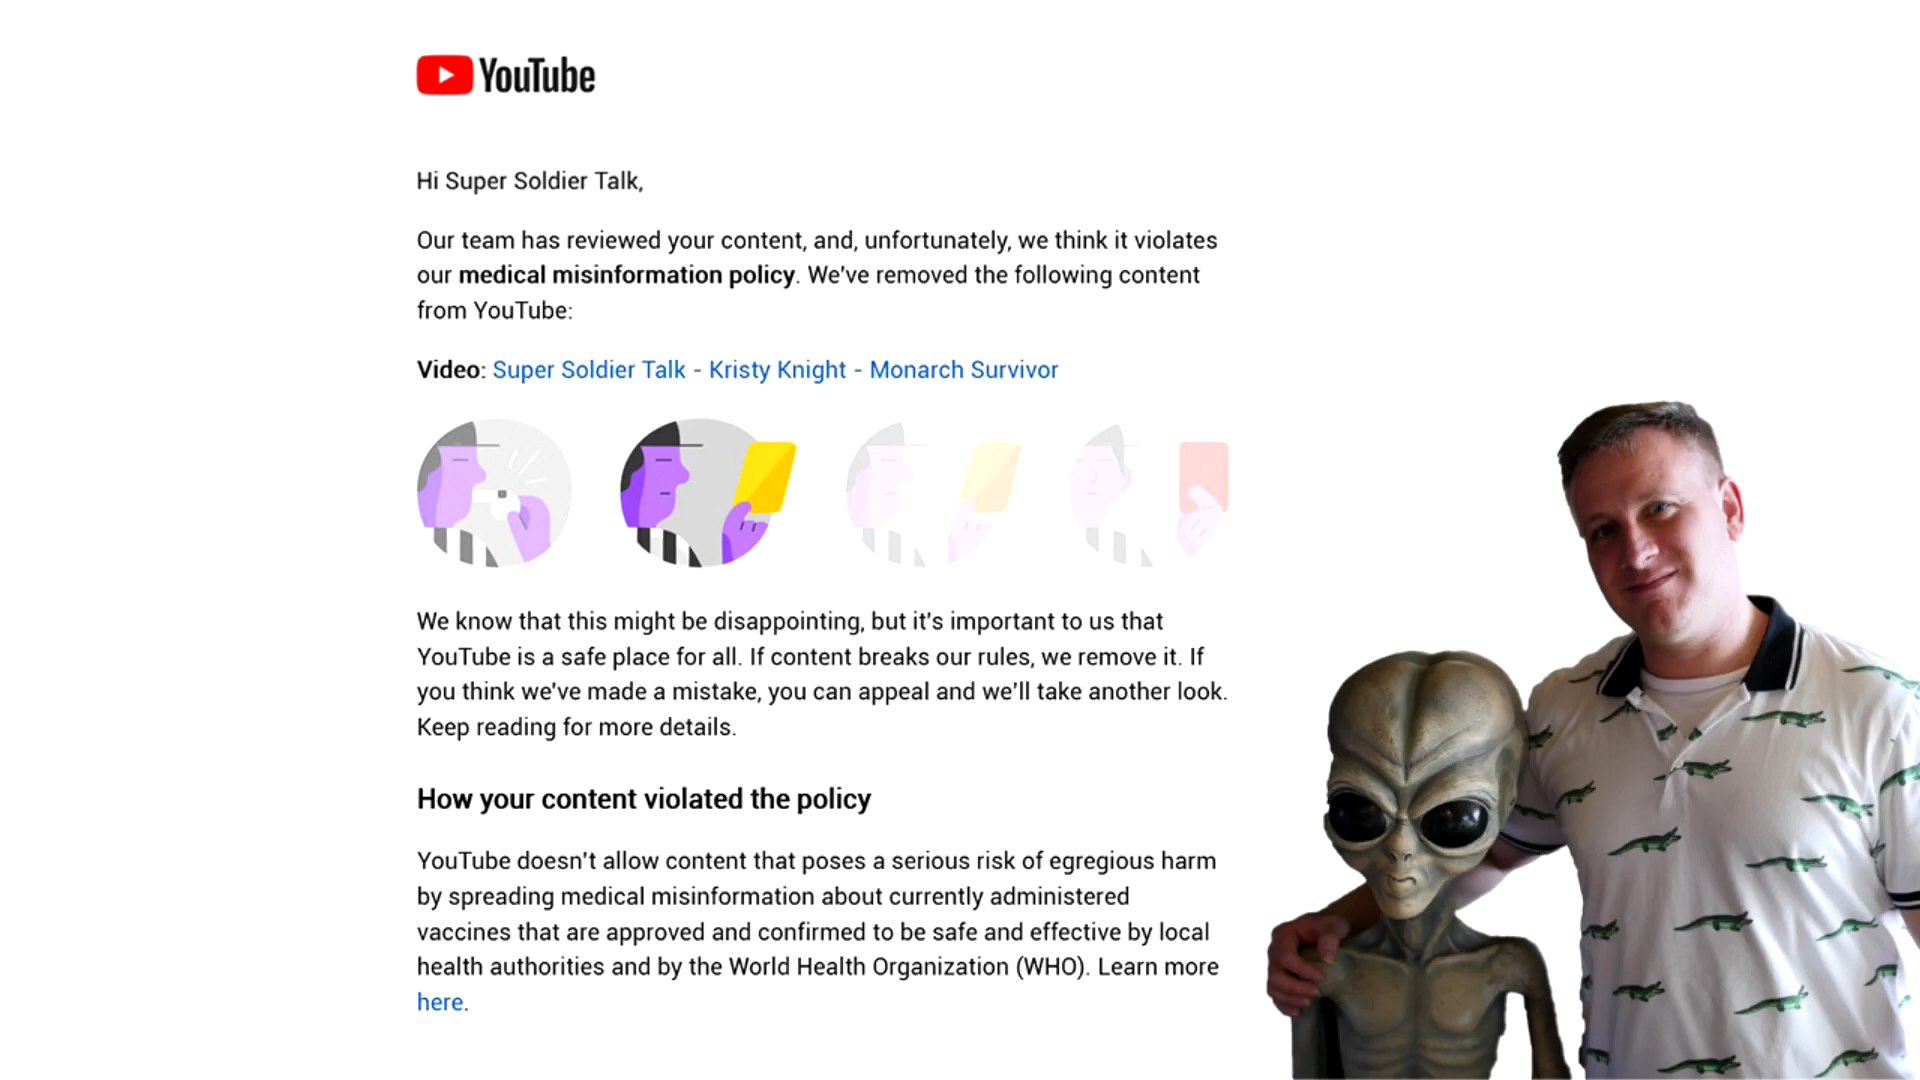 YouTube
Hi Super Soldier Talk,
Our team has reviewed your content, and, unfortunately, we think it violates
our medical misinformation policy. We've removed the following content
from YouTube:
Video: Super Soldier Talk - Kristy Knight - Monarch Survivor
We know that this might be disappointing, but it's important to us that
YouTube is a safe place for all. If content breaks our rules, we remove it. If
you think we've made a mistake, you can appeal and we'll take another look.
Keep reading for more details.
How your content violated the policy
YouTube doesn't allow content that poses a serious risk of egregious harm
by spreading medical misinformation about currently administered
vaccines that are approved and confirmed to be safe and effective by local
health authorities and by the World Health Organization (WHO). Learn more
here.